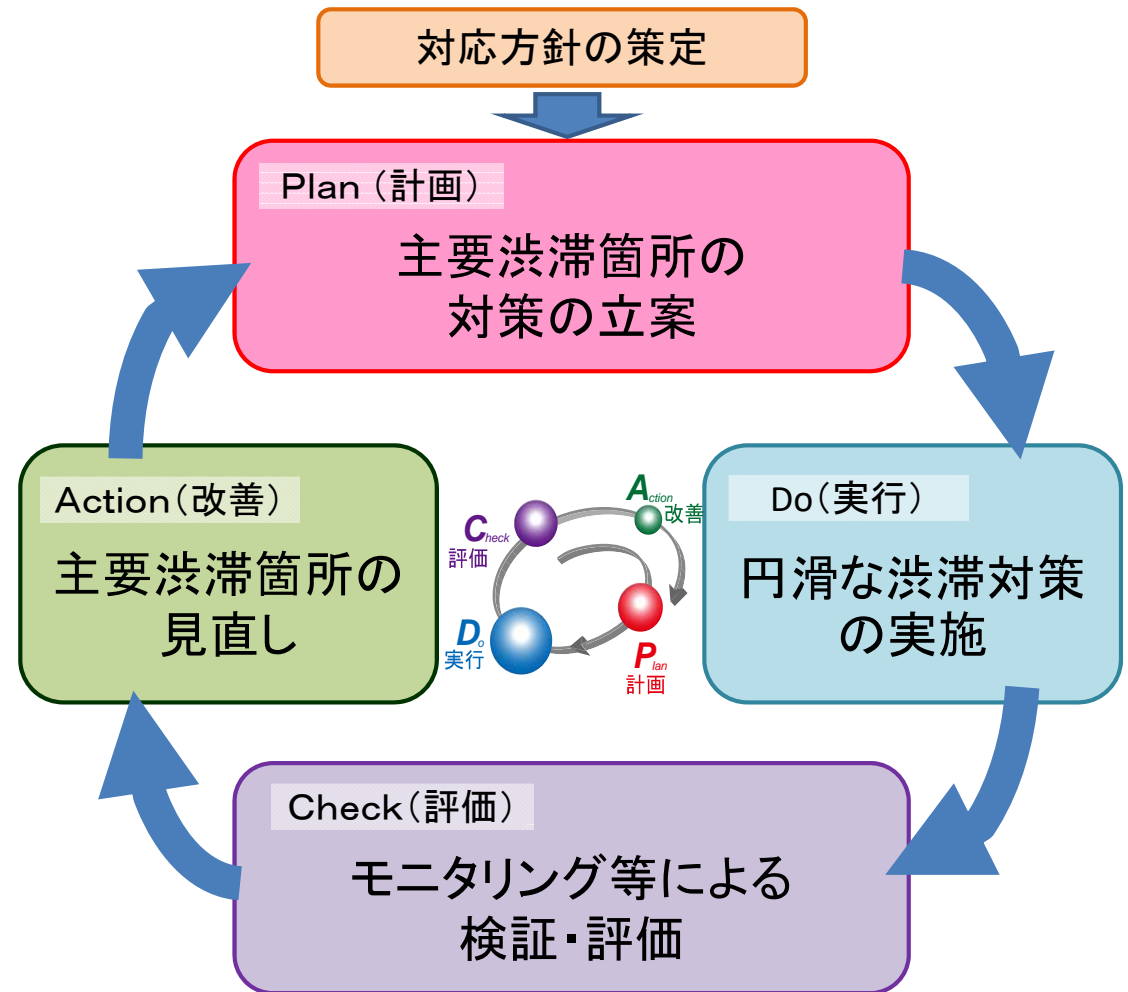 対応方針の策定
Plan（計画）
主要渋滞箇所の
対策の立案
Action（改善）
主要渋滞箇所の
見直し
Action
改善
Check
評価
Do
実行
Plan
計画
Do（実行）
円滑な渋滞対策
の実施
Check（評価）
モニタリング等による
検証・評価